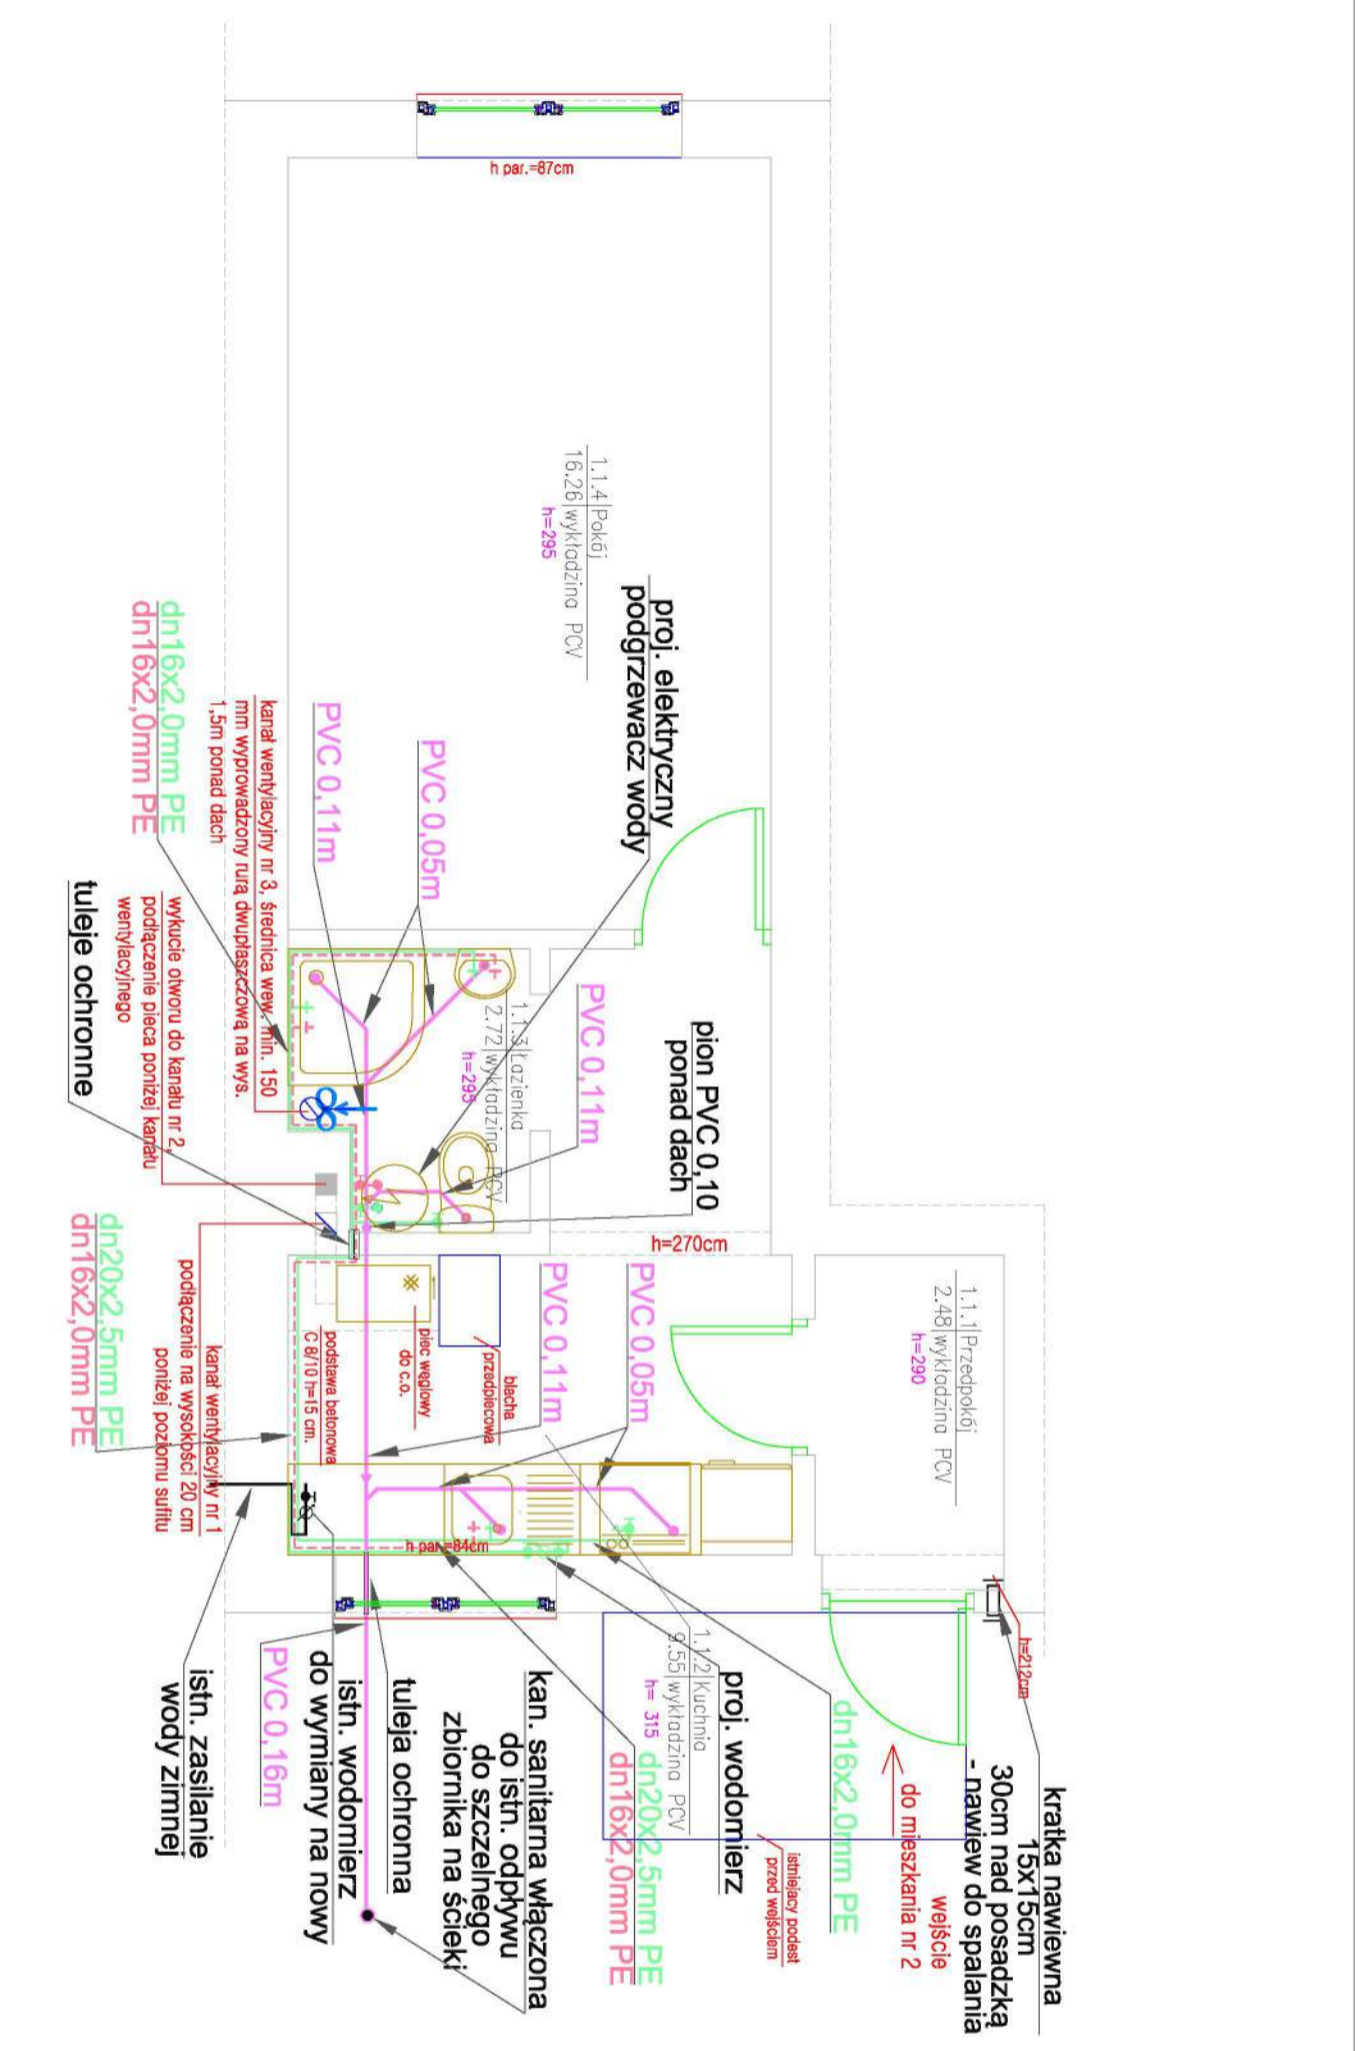 h par.=87cm
1.1.4 Pokój
16.26 wykładzina PCV
h=295
proj. elektryczny
podgrzewacz wody
dn16x2,0mm PE
dn16x2,0mm PE
kanał wentylacyjny nr 3, średnica wew. min. 150
mm wyprowadzony rurą dwupłaszczową na wys.
1,5m ponad dach
PVC 0,11m
PVC 0,05m
wykucie otworu do kanału nr 2,
podłączenie pieca poniżej kanału
wentylacyjnego
tuleje ochronne
1.1.3 Łazienka
2.72 wykładzina PCV
h=295
PVC 0,11m
pion PVC 0,10
ponad dach
h=270cm
1.1.1 Przedpokój
2.48 wykładzina PCV
h=290
PVC 0,05m
PVC 0,11m
blacha
przedpiecowa
piec węglowy
do c.o.
podstawa betonowa
C 8/10 h=15 cm.
kanał wentylacyjny nr 1
podłączenie na wysokości 20 cm
poniżej poziomu sufitu
dn20x2,5mm PE
dn16x2,0mm PE
h par.=84cm
h=212cm
kratka nawiewna
15x15cm
30cm nad posadzką
- nawiew do spalania
wejście
do mieszkania nr 2
istniejacy podest
przed wejściem
dn16x2,0mm PE
proj. wodomierz
1.1.2 Kuchnia
9.55 wykładzina PCV
h= 315
dn20x2,5mm PE
dn16x2,0mm PE
kan. sanitarna włączona
do istn. odpływu
do szczelnego
zbiornika na ścieki
tuleja ochronna
istn. wodomierz
do wymiany na nowy
PVC 0,16m
istn. zasilanie
wody zimnej